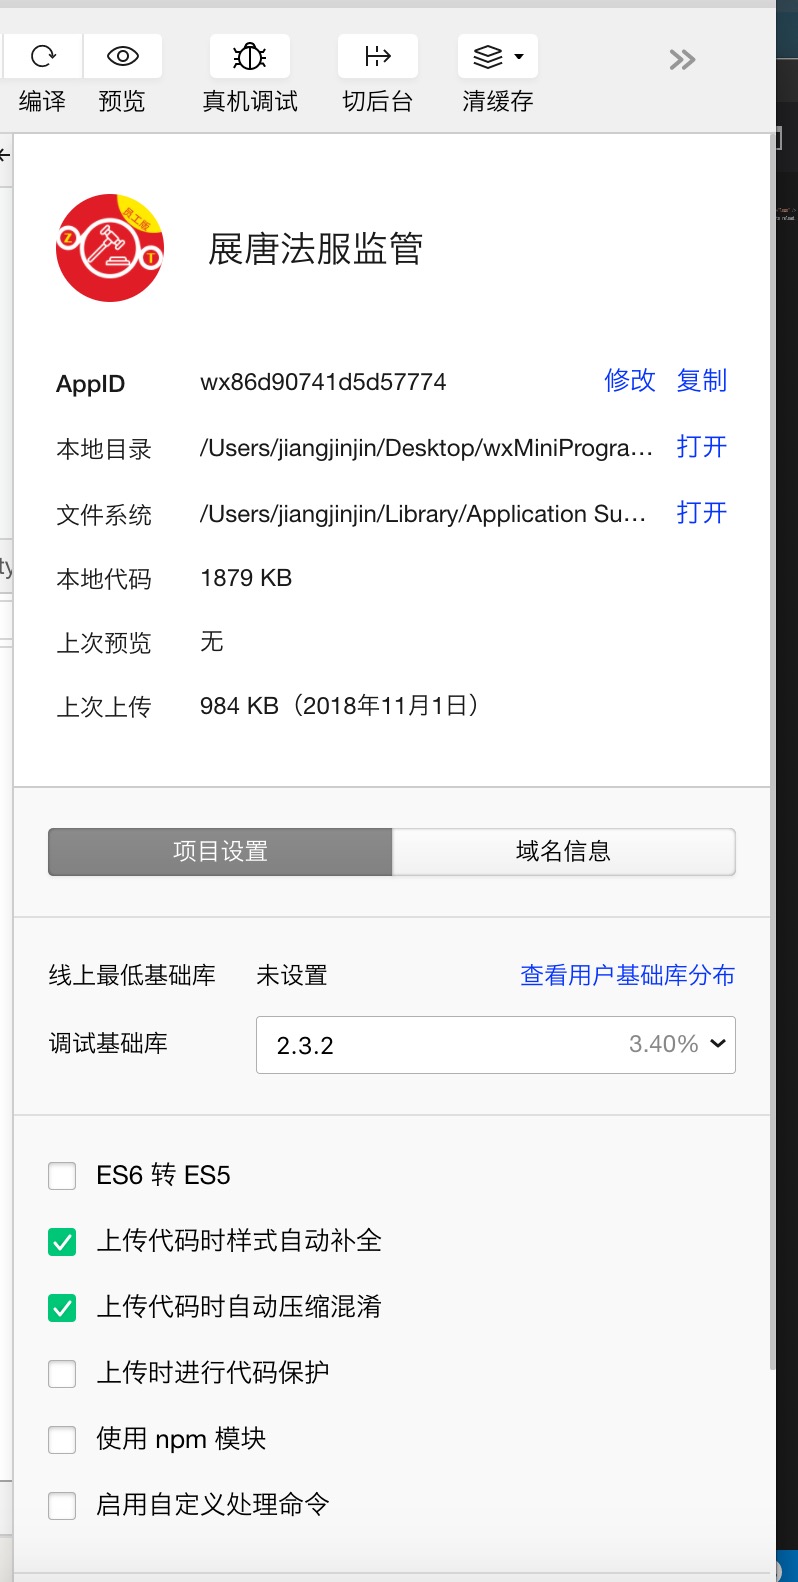 编译 预览 真机调试 切后台 清缓存
员工版
Z T
展唐法服监管
AppID wx86d90741d5d57774 修改 复制
本地目录 /Users/jiangjinjin/Desktop/wxMiniProgra... 打开
文件系统 /Users/jiangjinjin/Library/Application Su... 打开
ty
本地代码 1879 KB
上次预览 无
上次上传 984 KB（2018年11月1日）
项目设置 域名信息
线上最低基础库 未设置 查看用户基础库分布
调试基础库 2.3.2 3.40%
ES6 转 ES5
上传代码时样式自动补全
上传代码时自动压缩混淆
上传时进行代码保护
使用 npm 模块
启用自定义处理命令